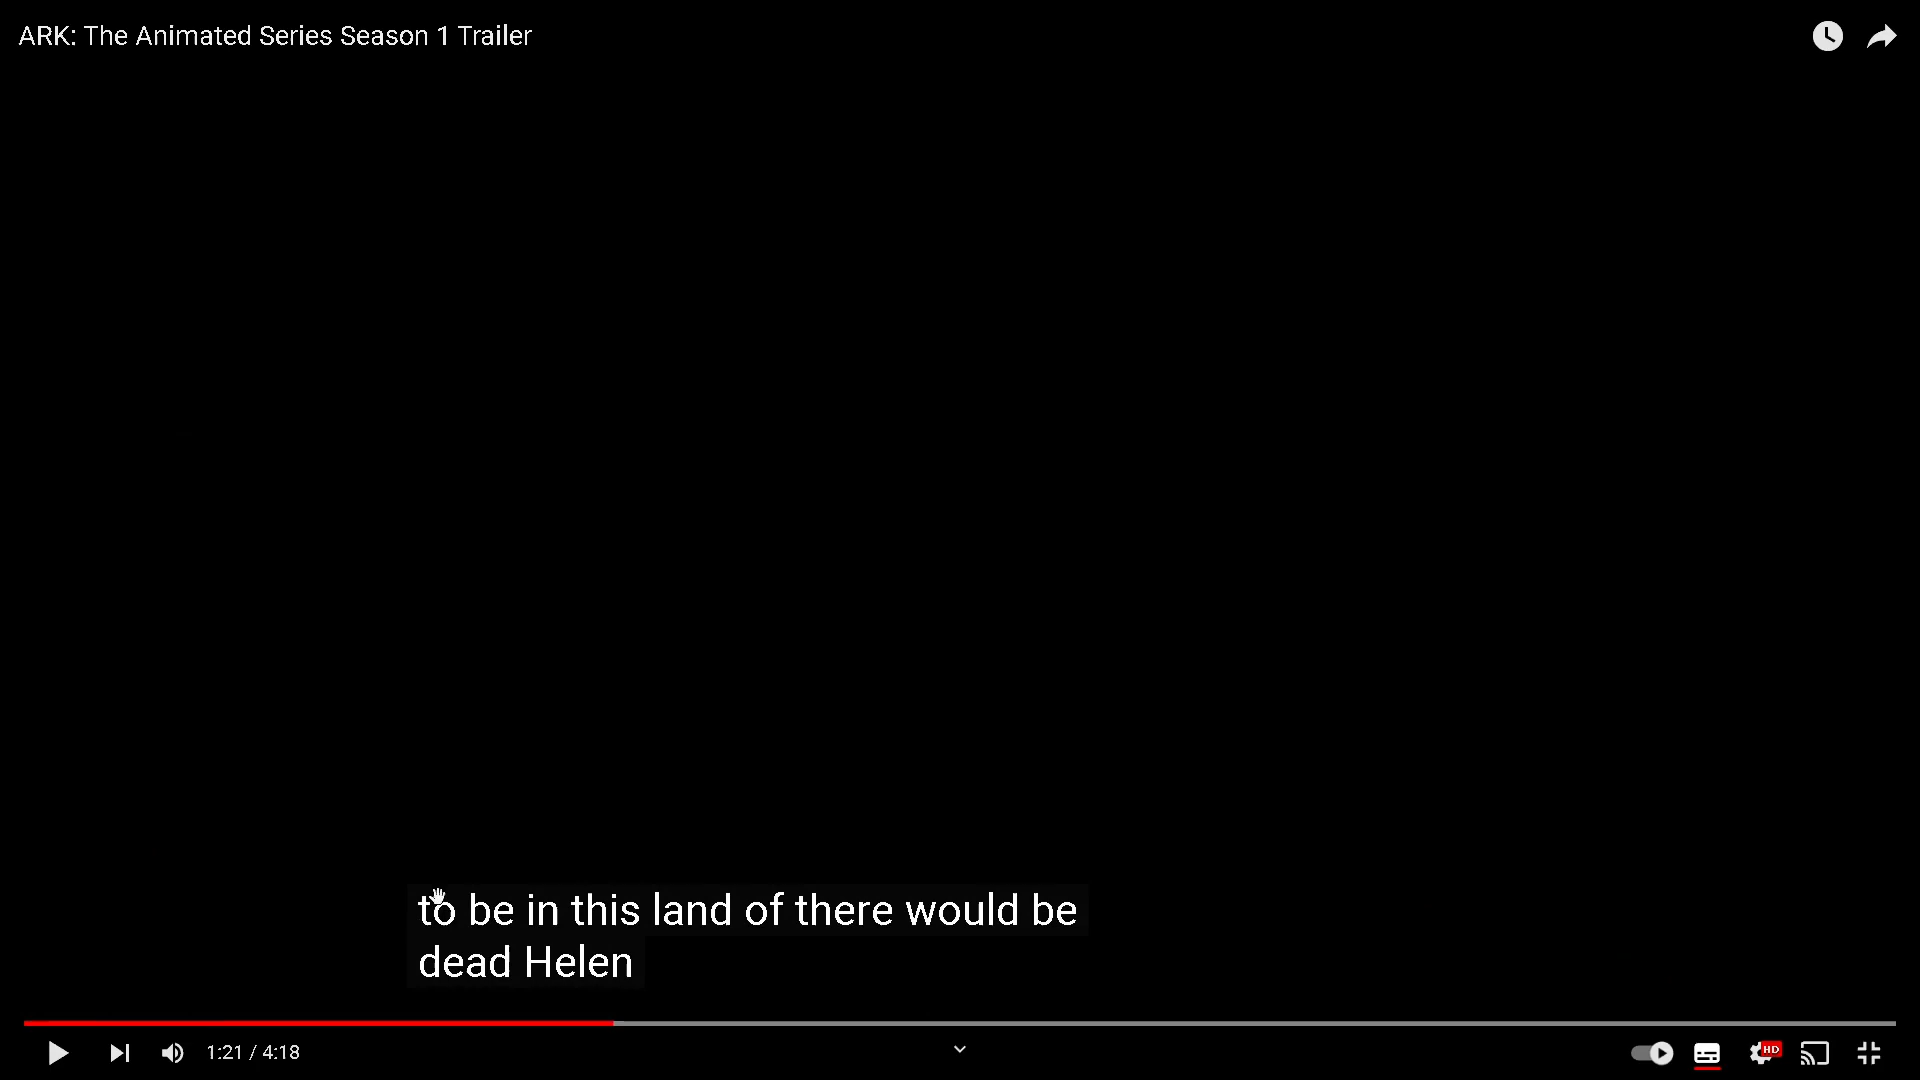 ARK: The Animated Series Season 1 Trailer
to be in this land of there would be
dead Helen
1:21 / 4:18
HD